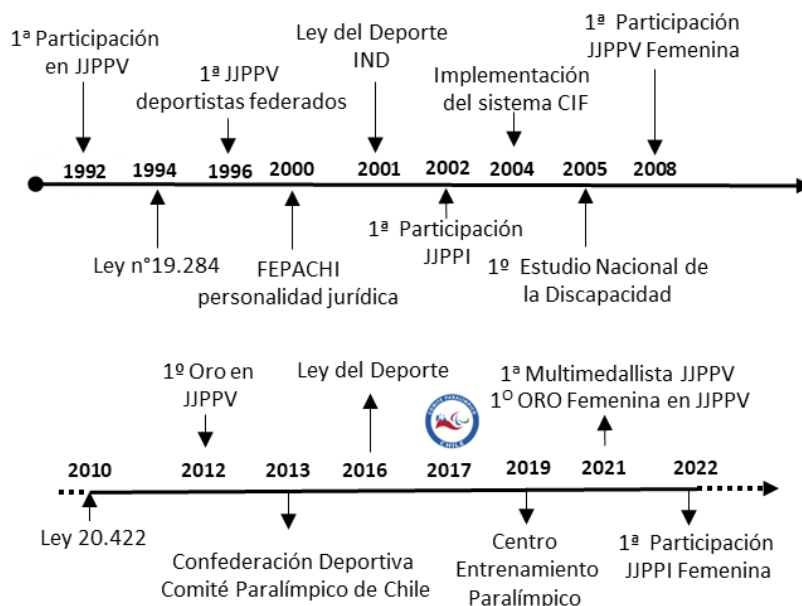 1ª Participación
en JJPPV
1ª JJPPV
deportistas federados
Ley del Deporte
IND
Implementación
del sistema CIF
1ª Participación
JJPPV Femenina
1992 1994 1996 2000 2001 2002 2004 2005 2008
Ley n°19.284
FEPACHI
personalidad jurídica
1ª Participación
JJPPI
1º Estudio Nacional de
la Discapacidad
1º Oro en
JJPPV
Ley del Deporte
COMITÉ PARALÍMPICO
CHILE
1ª Multimedallista JJPPV
1º ORO Femenina en JJPPV
2010 2012 2013 2016 2017 2019 2021 2022
Ley 20.422
Confederación Deportiva
Comité Paralímpico de Chile
Centro
Entrenamiento
Paralímpico
1ª Participación
JJPPI Femenina